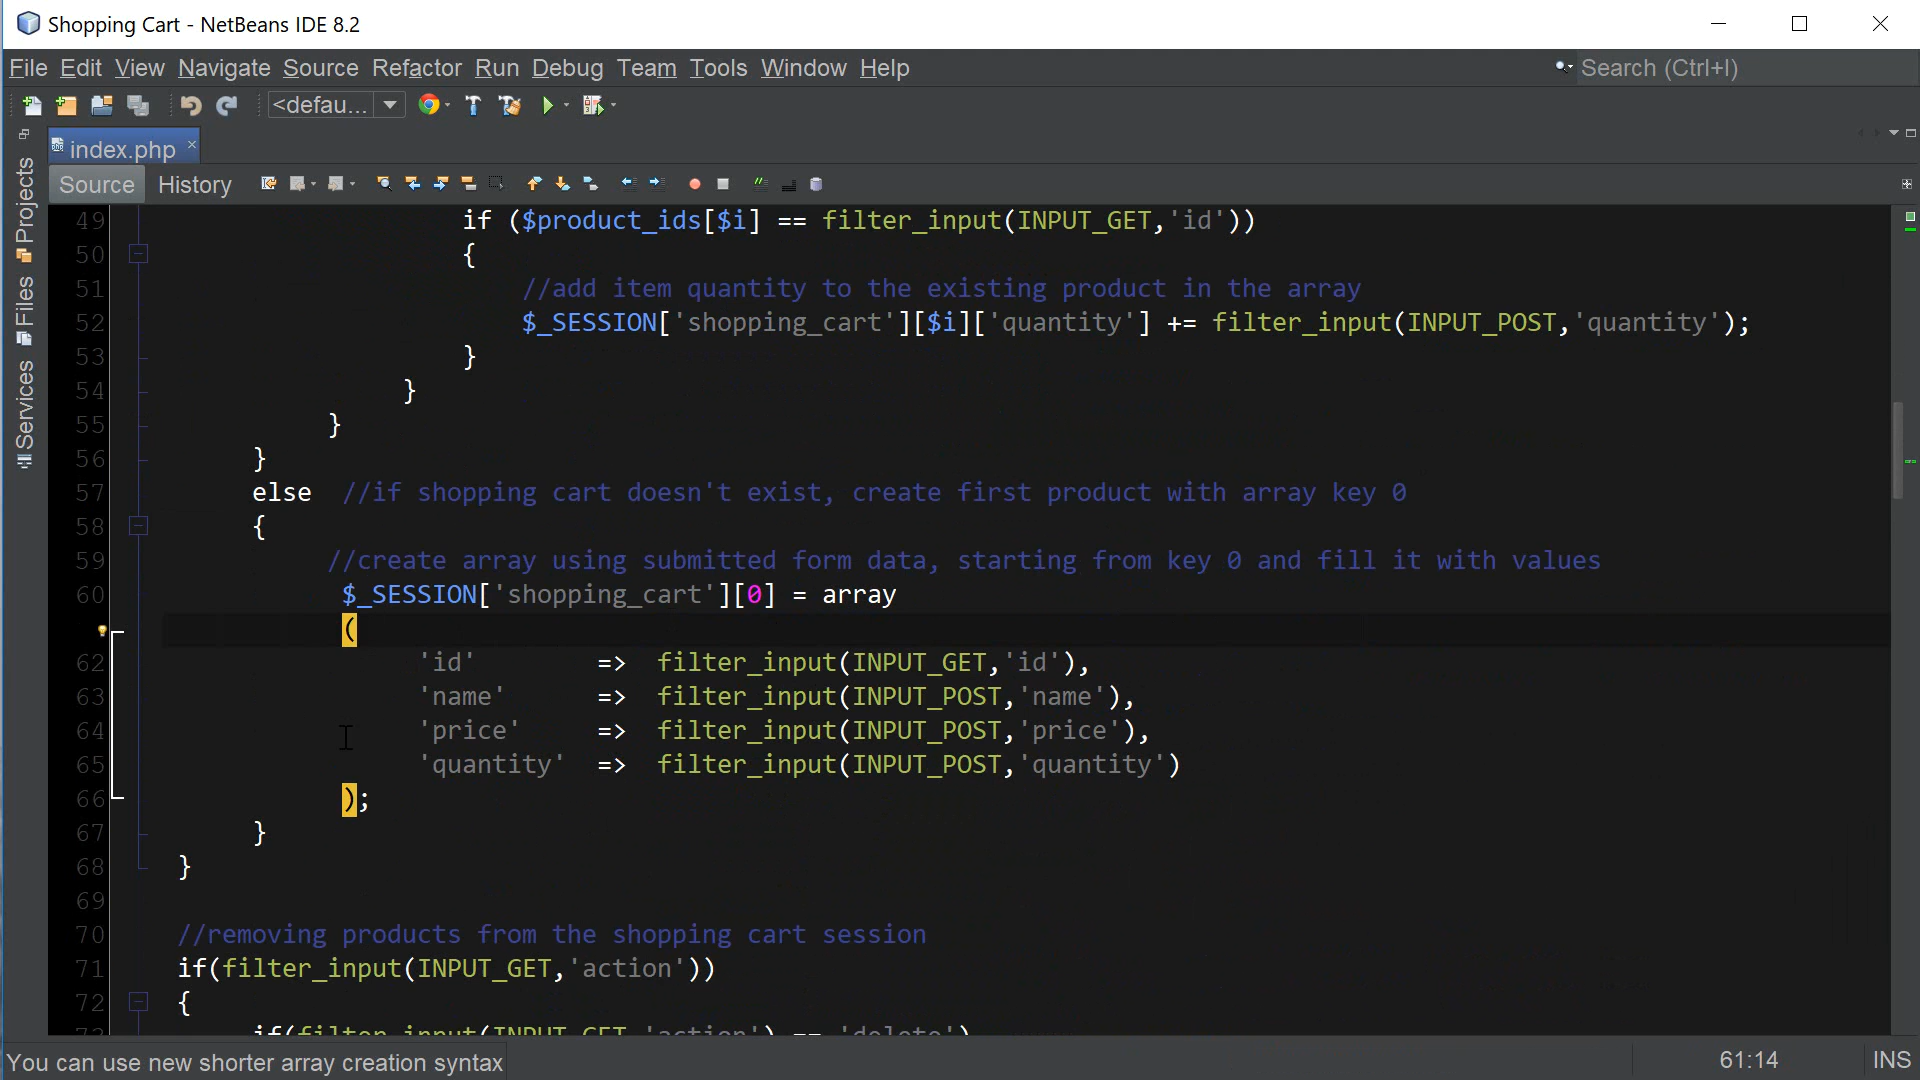 Shopping Cart - NetBeans IDE 8.2
File Edit View Navigate Source Refactor Run Debug Team Tools Window Help
Search (Ctrl+I)
<defau...
index.php
Source History
Projects
Files
Services
49 if ($product_ids[$i] == filter_input(INPUT_GET,'id'))
50 {
51 //add item quantity to the existing product in the array
52 $_SESSION['shopping_cart'][$i]['quantity'] += filter_input(INPUT_POST,'quantity');
53 }
54 }
55 }
56 }
57 else //if shopping cart doesn't exist, create first product with array key 0
58 {
59 //create array using submitted form data, starting from key 0 and fill it with values
60 $_SESSION['shopping_cart'][0] = array
(
62 'id' => filter_input(INPUT_GET,'id'),
63 'name' => filter_input(INPUT_POST,'name'),
64 'price' => filter_input(INPUT_POST,'price'),
65 'quantity' => filter_input(INPUT_POST,'quantity')
66 );
67 }
68 }
69
70 //removing products from the shopping cart session
71 if(filter_input(INPUT_GET,'action'))
72 {
73 if(filter_input(INPUT_GET,'action') == 'delete')
You can use new shorter array creation syntax
61:14
INS